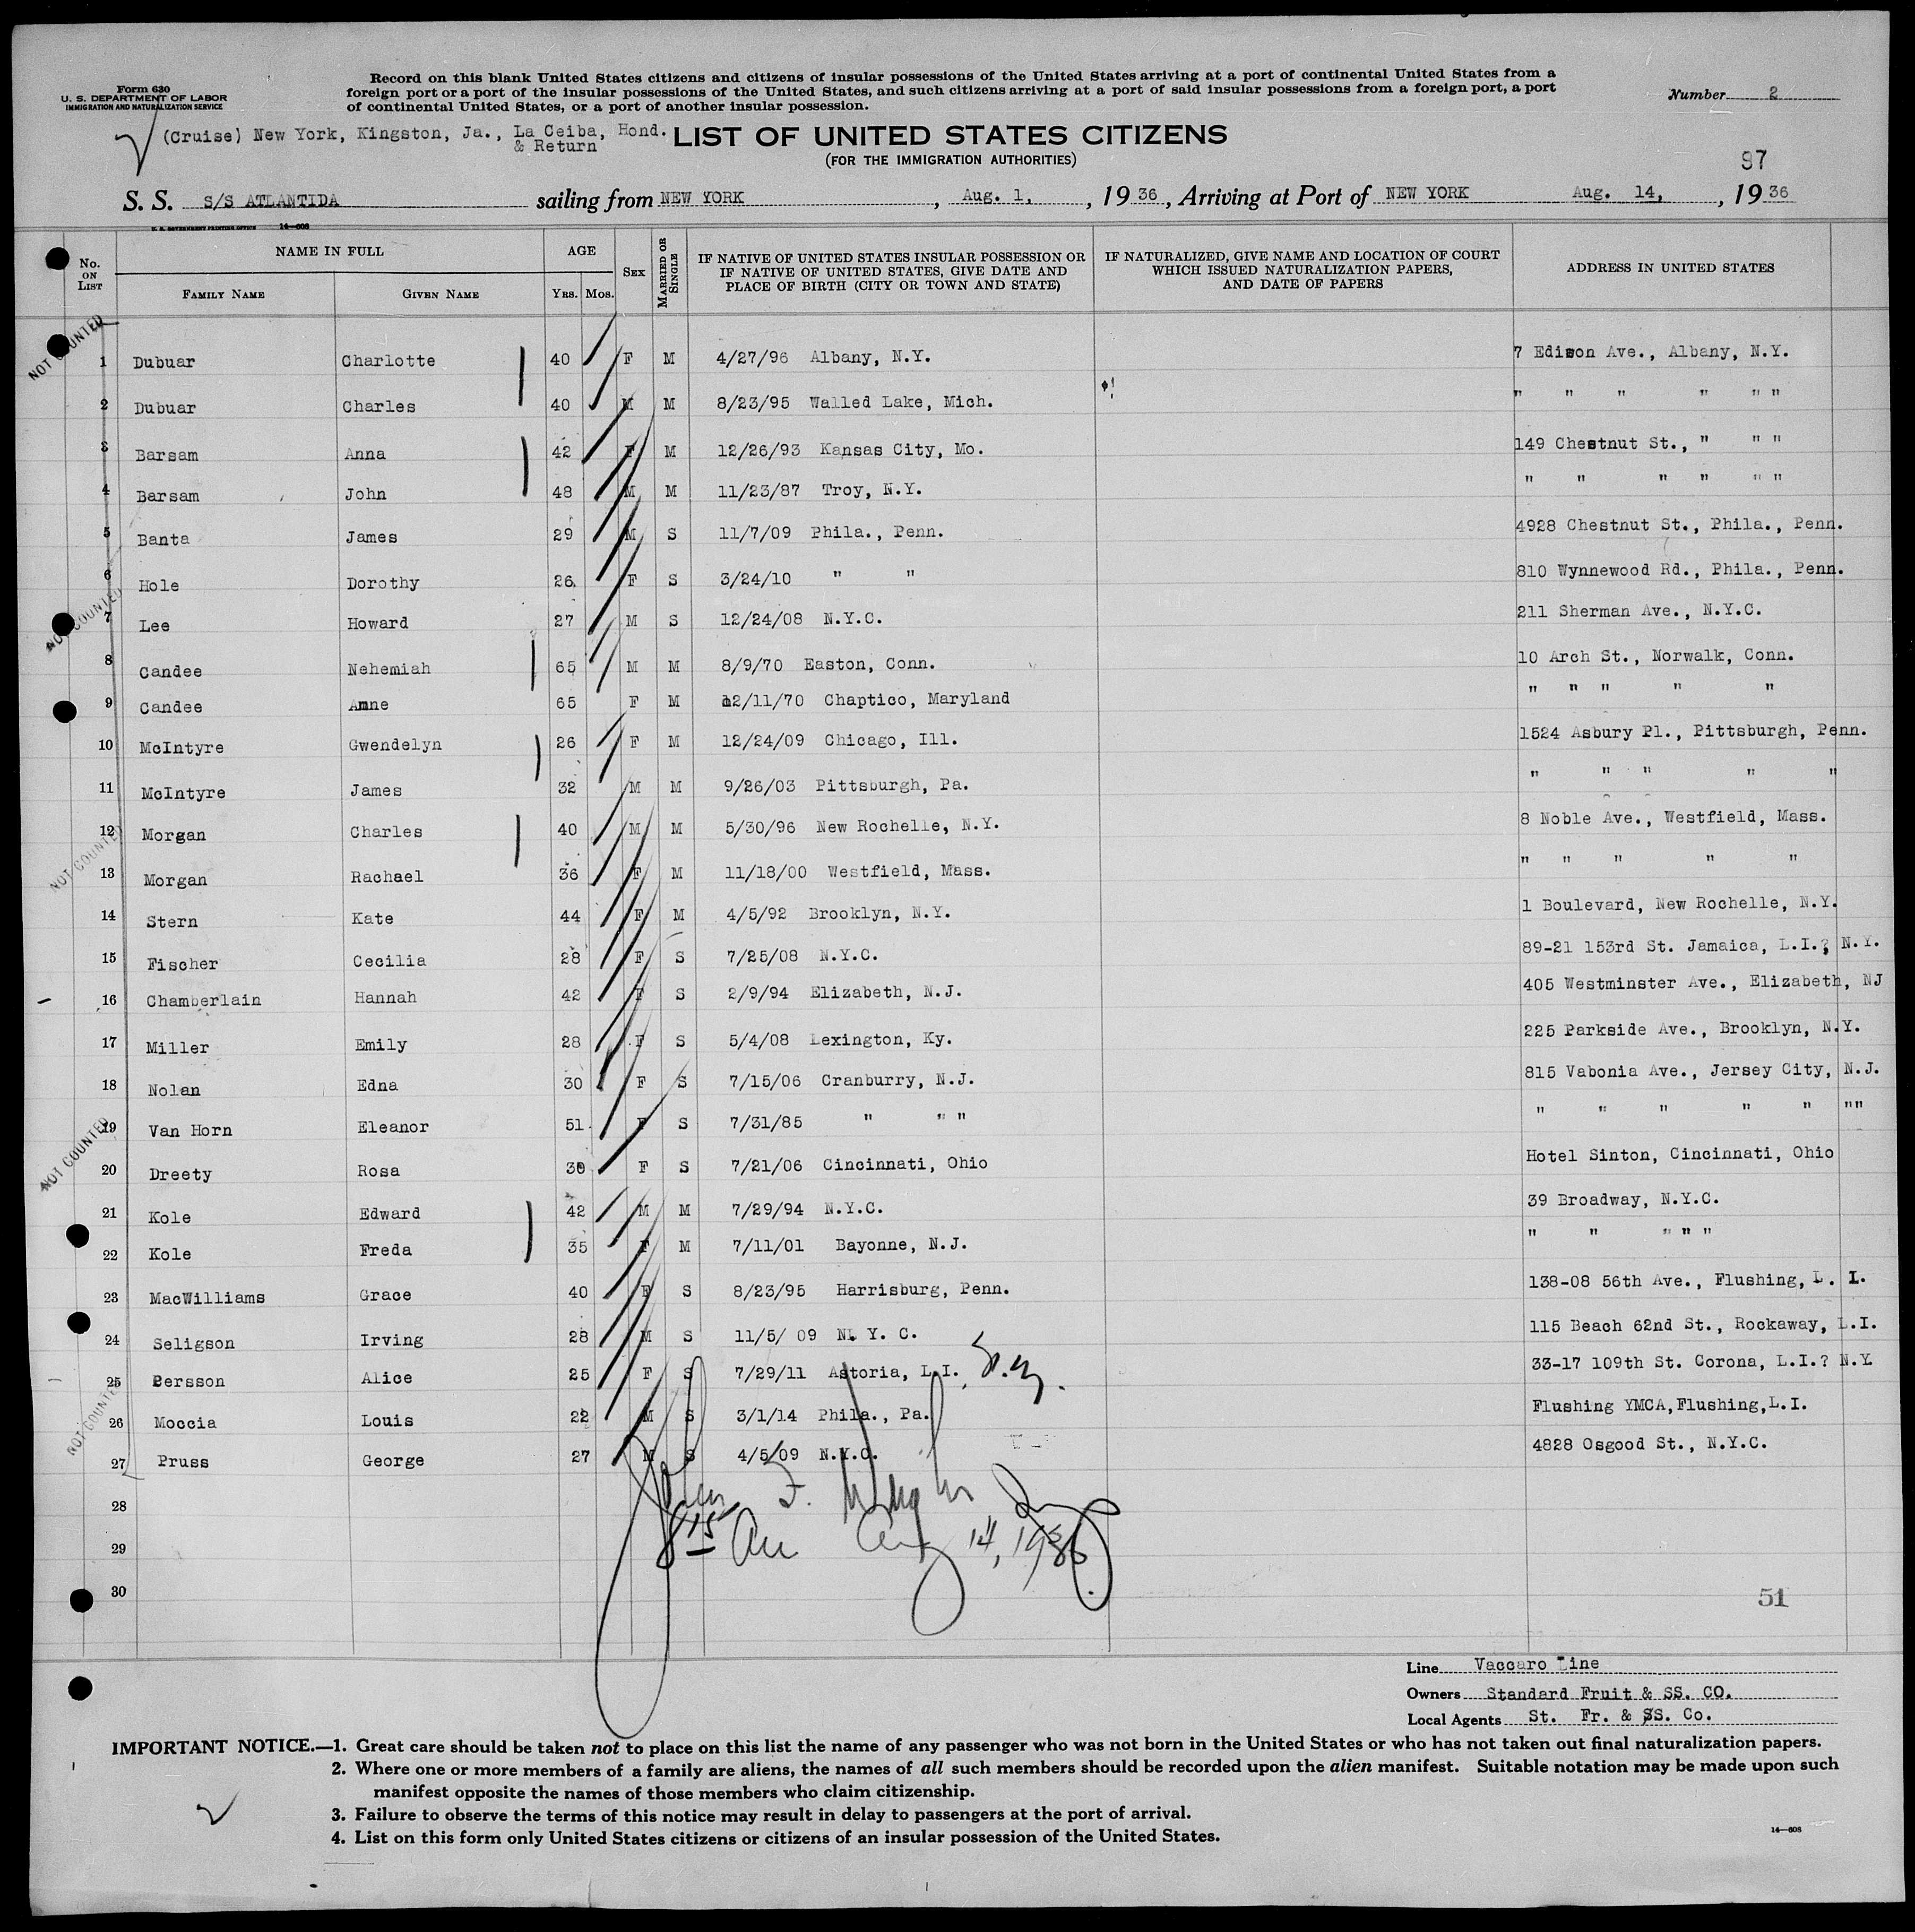 Form 630
U. S. DEPARTMENT OF LABOR
IMMIGRATION AND NATURALIZATION SERVICE
Record on this blank United States citizens and citizens of insular possessions of the United States arriving at a port of continental United States from a
foreign port or a port of the insular possessions of the United States, and such citizens arriving at a port of said insular possessions from a foreign port, a port
of continental United States, or a port of another insular possession.
Number 2
(Cruise) New York, Kingston, Ja., La Ceiba, Hond.
& Return
LIST OF UNITED STATES CITIZENS
(FOR THE IMMIGRATION AUTHORITIES)
97
S. S. S/S ATLANTIDA sailing from NEW YORK, Aug. 1, , 19 36, Arriving at Port of NEW YORK Aug. 14, , 19 36
U. S. GOVERNMENT PRINTING OFFICE 14—608
No. ON LIST
NAME IN FULL
FAMILY NAME GIVEN NAME
AGE
YRS. MOS.
SEX
MARRIED OR SINGLE
IF NATIVE OF UNITED STATES INSULAR POSSESSION OR
IF NATIVE OF UNITED STATES, GIVE DATE AND
PLACE OF BIRTH (CITY OR TOWN AND STATE)
IF NATURALIZED, GIVE NAME AND LOCATION OF COURT
WHICH ISSUED NATURALIZATION PAPERS,
AND DATE OF PAPERS
ADDRESS IN UNITED STATES
NOT COUNTED
1 Dubuar Charlotte 40 F M 4/27/96 Albany, N.Y. 7 Edison Ave., Albany, N.Y.
2 Dubuar Charles 40 M M 8/23/95 Walled Lake, Mich. " " " " " "
3 Barsam Anna 42 F M 12/26/93 Kansas City, Mo. 149 Chestnut St., " " "
4 Barsam John 48 M M 11/23/87 Troy, N.Y. " " " " " "
5 Banta James 29 M S 11/7/09 Phila., Penn. 4928 Chestnut St., Phila., Penn.
6 Hole Dorothy 26 F S 3/24/10 " " 810 Wynnewood Rd., Phila., Penn.
NOT COUNTED
7 Lee Howard 27 M S 12/24/08 N.Y.C. 211 Sherman Ave., N.Y.C.
8 Candee Nehemiah 65 M M 8/9/70 Easton, Conn. 10 Arch St., Norwalk, Conn.
9 Candee Anne 65 F M 12/11/70 Chaptico, Maryland " " " " "
10 McIntyre Gwendelyn 26 F M 12/24/09 Chicago, Ill. 1524 Asbury Pl., Pittsburgh, Penn.
11 McIntyre James 32 M M 9/26/03 Pittsburgh, Pa. " " " " "
12 Morgan Charles 40 M M 5/30/96 New Rochelle, N.Y. 8 Noble Ave., Westfield, Mass.
NOT COUNTED
13 Morgan Rachael 36 F M 11/18/00 Westfield, Mass. " " " " "
14 Stern Kate 44 F M 4/5/92 Brooklyn, N.Y. 1 Boulevard, New Rochelle, N.Y.
15 Fischer Cecilia 28 F S 7/25/08 N.Y.C. 89-21 153rd St. Jamaica, L.I., N.Y.
16 Chamberlain Hannah 42 F S 2/9/94 Elizabeth, N.J. 405 Westminster Ave., Elizabeth, NJ
17 Miller Emily 28 F S 5/4/08 Lexington, Ky. 225 Parkside Ave., Brooklyn, N.Y.
18 Nolan Edna 30 F S 7/15/06 Cranburry, N.J. 815 Vabonia Ave., Jersey City, N.J.
19 Van Horn Eleanor 51 F S 7/31/85 " " " " " " " " ""
NOT COUNTED
20 Dreety Rosa 30 F S 7/21/06 Cincinnati, Ohio Hotel Sinton, Cincinnati, Ohio
21 Kole Edward 42 M M 7/29/94 N.Y.C. 39 Broadway, N.Y.C.
22 Kole Freda 35 F M 7/11/01 Bayonne, N.J. " " " " "
23 MacWilliams Grace 40 F S 8/23/95 Harrisburg, Penn. 138-08 56th Ave., Flushing, L. I.
24 Seligson Irving 28 M S 11/5/ 09 N. Y. C. 115 Beach 62nd St., Rockaway, L.I.
25 Persson Alice 25 F S 7/29/11 Astoria, L.I. N.Y. 33-17 109th St. Corona, L.I.? N.Y.
NOT COUNTED
26 Moccia Louis 22 M S 3/1/14 Phila., Pa. Flushing YMCA,Flushing,L.I.
27 Pruss George 27 M S 4/5/09 N.Y.C. 4828 Osgood St., N.Y.C.
28
29
30
John F.
Aug 14, 1936
51
Line Vaccaro Line
Owners Standard Fruit & SS. CO.
Local Agents St. Fr. & SS. Co.
IMPORTANT NOTICE.—1. Great care should be taken not to place on this list the name of any passenger who was not born in the United States or who has not taken out final naturalization papers.
2. Where one or more members of a family are aliens, the names of all such members should be recorded upon the alien manifest. Suitable notation may be made upon such
manifest opposite the names of those members who claim citizenship.
3. Failure to observe the terms of this notice may result in delay to passengers at the port of arrival.
4. List on this form only United States citizens or citizens of an insular possession of the United States.
14—608